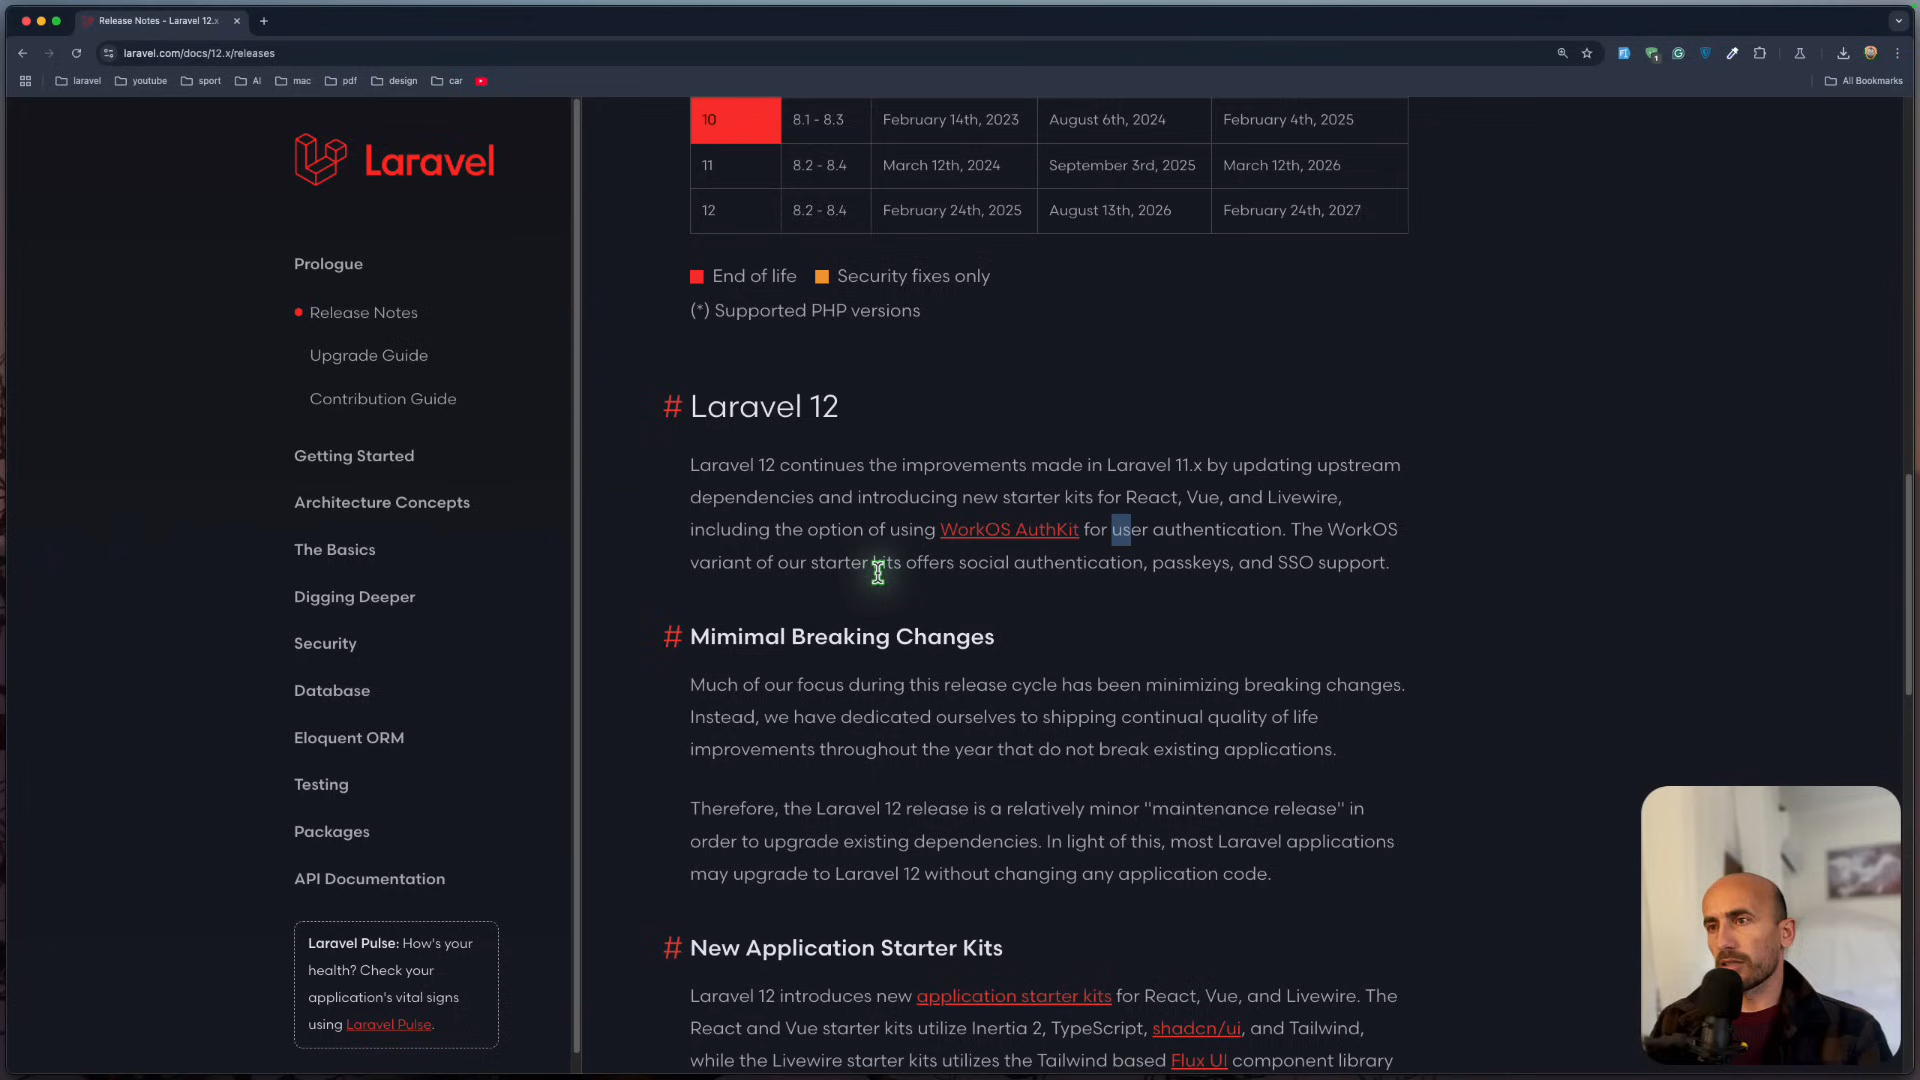 Release Notes - Laravel 12.x
laravel.com/docs/12.x/releases
laravel
youtube
sport
AI
mac
pdf
design
car
All Bookmarks
Laravel
Prologue
Release Notes
Upgrade Guide
Contribution Guide
Getting Started
Architecture Concepts
The Basics
Digging Deeper
Security
Database
Eloquent ORM
Testing
Packages
API Documentation
Laravel Pulse: How's your
health? Check your
application's vital signs
using Laravel Pulse.
10 8.1 - 8.3 February 14th, 2023 August 6th, 2024 February 4th, 2025
11 8.2 - 8.4 March 12th, 2024 September 3rd, 2025 March 12th, 2026
12 8.2 - 8.4 February 24th, 2025 August 13th, 2026 February 24th, 2027
End of life Security fixes only
(*) Supported PHP versions
# Laravel 12
Laravel 12 continues the improvements made in Laravel 11.x by updating upstream
dependencies and introducing new starter kits for React, Vue, and Livewire,
including the option of using WorkOS AuthKit for user authentication. The WorkOS
variant of our starter kits offers social authentication, passkeys, and SSO support.
# Mimimal Breaking Changes
Much of our focus during this release cycle has been minimizing breaking changes.
Instead, we have dedicated ourselves to shipping continual quality of life
improvements throughout the year that do not break existing applications.
Therefore, the Laravel 12 release is a relatively minor "maintenance release" in
order to upgrade existing dependencies. In light of this, most Laravel applications
may upgrade to Laravel 12 without changing any application code.
# New Application Starter Kits
Laravel 12 introduces new application starter kits for React, Vue, and Livewire. The
React and Vue starter kits utilize Inertia 2, TypeScript, shadcn/ui, and Tailwind,
while the Livewire starter kits utilizes the Tailwind based Flux UI component library